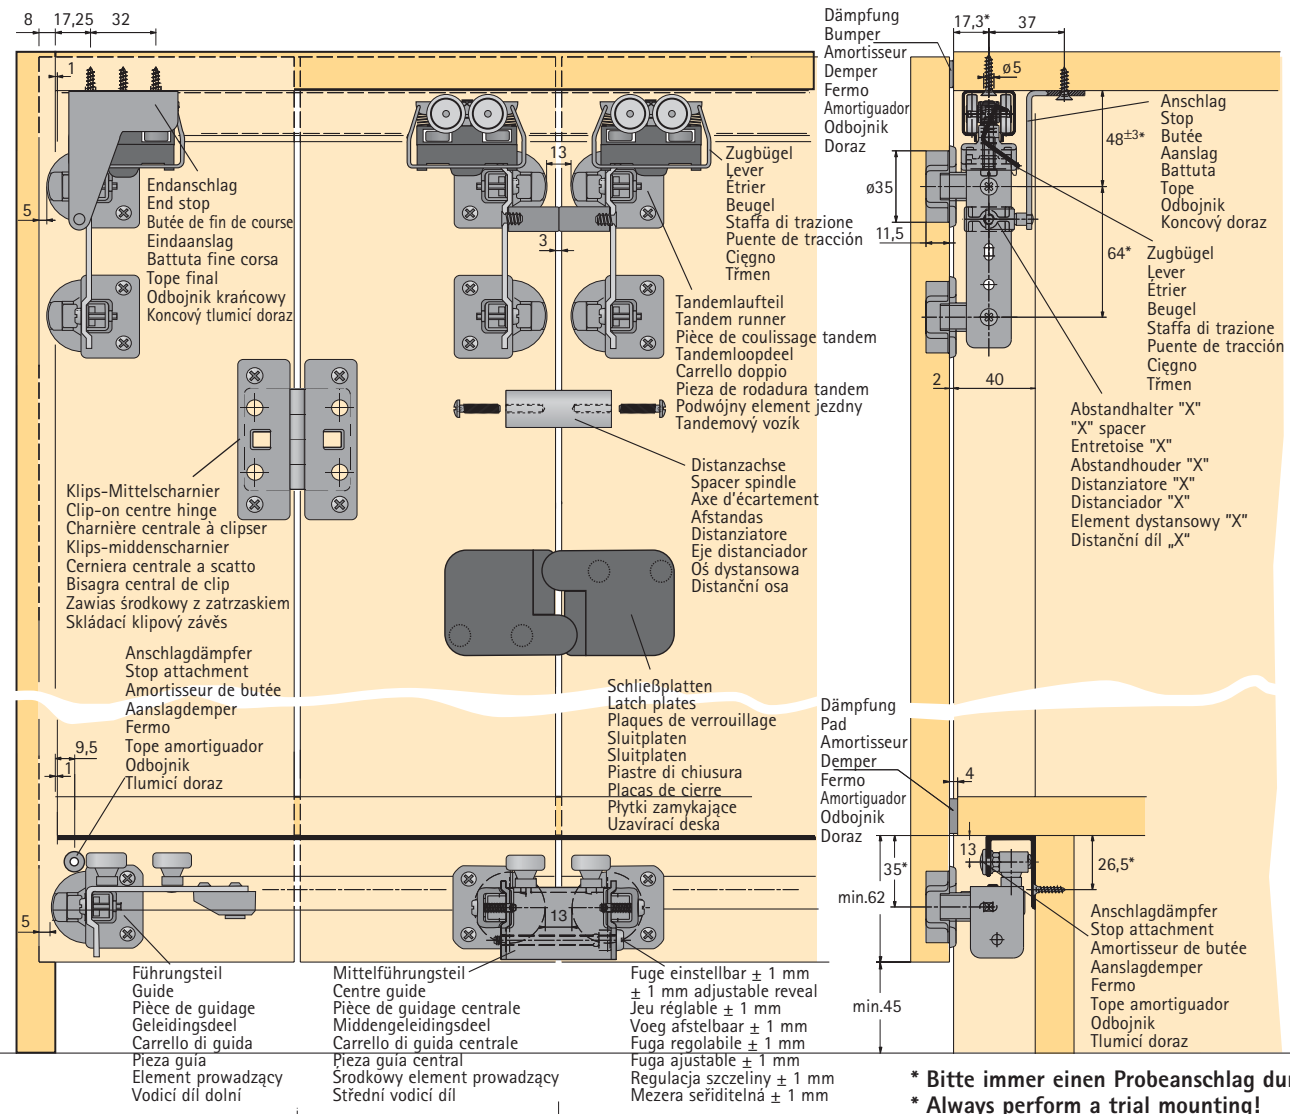 8 17,25 32
1
5
Endanschlag
End stop
Butée de fin de course
Eindaanslag
Battuta fine corsa
Tope final
Odbojnik krańcowy
Koncový tlumicí doraz
13
3
Zugbügel
Lever
Étrier
Beugel
Staffa di trazione
Puente de tracción
Cięgno
Třmen
Tandemlaufteil
Tandem runner
Pièce de coulissage tandem
Tandemloopdeel
Carrello doppio
Pieza de rodadura tandem
Podwójny element jezdny
Tandemový vozík
Klips-Mittelscharnier
Clip-on centre hinge
Charnière centrale à clipser
Klips-middenscharnier
Cerniera centrale a scatto
Bisagra central de clip
Zawias środkowy z zatrzaskiem
Skládací klipový závěs
Distanzachse
Spacer spindle
Axe d'écartement
Afstandas
Distanziatore
Eje distanciador
Oś dystansowa
Distanční osa
Anschlagdämpfer
Stop attachment
Amortisseur de butée
Aanslagdemper
Fermo
Tope amortiguador
Odbojnik
Tlumicí doraz
9,5
1
Schließplatten
Latch plates
Plaques de verrouillage
Sluitplaten
Sluitplaten
Piastre di chiusura
Placas de cierre
Płytki zamykające
Uzavírací deska
5
13
Führungsteil
Guide
Pièce de guidage
Geleidingsdeel
Carrello di guida
Pieza guía
Element prowadzący
Vodicí díl dolní
Mittelführungsteil
Centre guide
Pièce de guidage centrale
Middengeleidingsdeel
Carrello di guida centrale
Pieza guía central
Środkowy element prowadzący
Střední vodicí díl
Fuge einstellbar ± 1 mm
± 1 mm adjustable reveal
Jeu réglable ± 1 mm
Voeg afstelbaar ± 1 mm
Fuga regolabile ± 1 mm
Fuga ajustable ± 1 mm
Regulacja szczeliny ± 1 mm
Mezera seřiditelná ± 1 mm
Dämpfung
Bumper
Amortisseur
Demper
Fermo
Amortiguador
Odbojnik
Doraz
17,3* 37
ø5
48±3*
ø35
11,5
64*
2 40
Anschlag
Stop
Butée
Aanslag
Battuta
Tope
Odbojnik
Koncový doraz
Zugbügel
Lever
Étrier
Beugel
Staffa di trazione
Puente de tracción
Cięgno
Třmen
Abstandhalter "X"
"X" spacer
Entretoise "X"
Abstandhouder "X"
Distanziatore "X"
Distanciador "X"
Element dystansowy "X"
Distanční díl „X"
Dämpfung
Pad
Amortisseur
Demper
Fermo
Amortiguador
Odbojnik
Doraz
4
13
35*
26,5*
min.62
min.45
Anschlagdämpfer
Stop attachment
Amortisseur de butée
Aanslagdemper
Fermo
Tope amortiguador
Odbojnik
Tlumicí doraz
* Bitte immer einen Probeanschlag du
* Always perform a trial mounting!